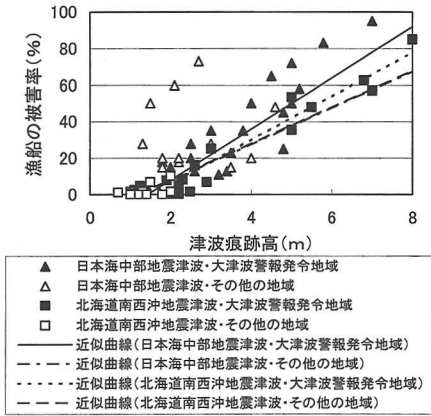 漁船の被害率(%)
100
80
60
40
20
0
0 2 4 6 8
津波痕跡高(m)
▲ 日本海中部地震津波・大津波警報発令地域
△ 日本海中部地震津波・その他の地域
■ 北海道南西沖地震津波・大津波警報発令地域
□ 北海道南西沖地震津波・その他の地域
近似曲線(日本海中部地震津波・大津波警報発令地域)
近似曲線(日本海中部地震津波・その他の地域)
近似曲線(北海道南西沖地震津波・大津波警報発令地域)
近似曲線(北海道南西沖地震津波・その他の地域)